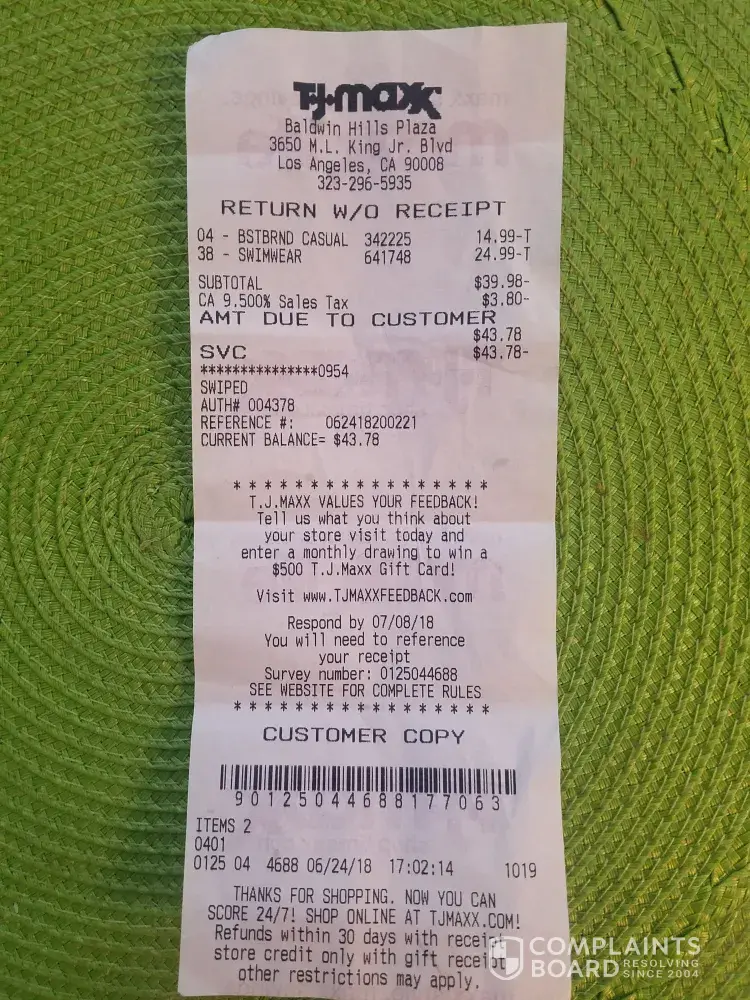 T·J·maxx
Baldwin Hills Plaza
3650 M.L. King Jr. Blvd
Los Angeles, CA 90008
323-296-5935
RETURN W/O RECEIPT
04 - BSTBRND CASUAL 342225 14.99-T
38 - SWIMWEAR 641748 24.99-T
SUBTOTAL $39.98-
CA 9.500% Sales Tax $3.80-
AMT DUE TO CUSTOMER
$43.78
SVC $43.78-
***************0954
SWIPED
AUTH# 004378
REFERENCE #: 062418200221
CURRENT BALANCE= $43.78
* * * * * * * * * * * * * * * * *
T.J.MAXX VALUES YOUR FEEDBACK!
Tell us what you think about
your store visit today and
enter a monthly drawing to win a
$500 T.J.Maxx Gift Card!
Visit www.TJMAXXFEEDBACK.com
Respond by 07/08/18
You will need to reference
your receipt
Survey number: 0125044688
SEE WEBSITE FOR COMPLETE RULES
* * * * * * * * * * * * * * * * *
CUSTOMER COPY
90125044688177063
ITEMS 2
0401
0125 04 4688 06/24/18 17:02:14 1019
THANKS FOR SHOPPING. NOW YOU CAN
SCORE 24/7! SHOP ONLINE AT TJMAXX.COM!
Refunds within 30 days with receipt
store credit only with gift receipt
other restrictions may apply.
COMPLAINTS
BOARD RESOLVING
SINCE 2004